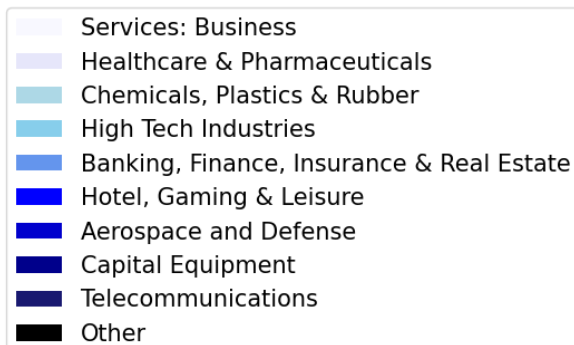 Services: Business
Healthcare & Pharmaceuticals
Chemicals, Plastics & Rubber
High Tech Industries
Banking, Finance, Insurance & Real Estate
Hotel, Gaming & Leisure
Aerospace and Defense
Capital Equipment
Telecommunications
Other